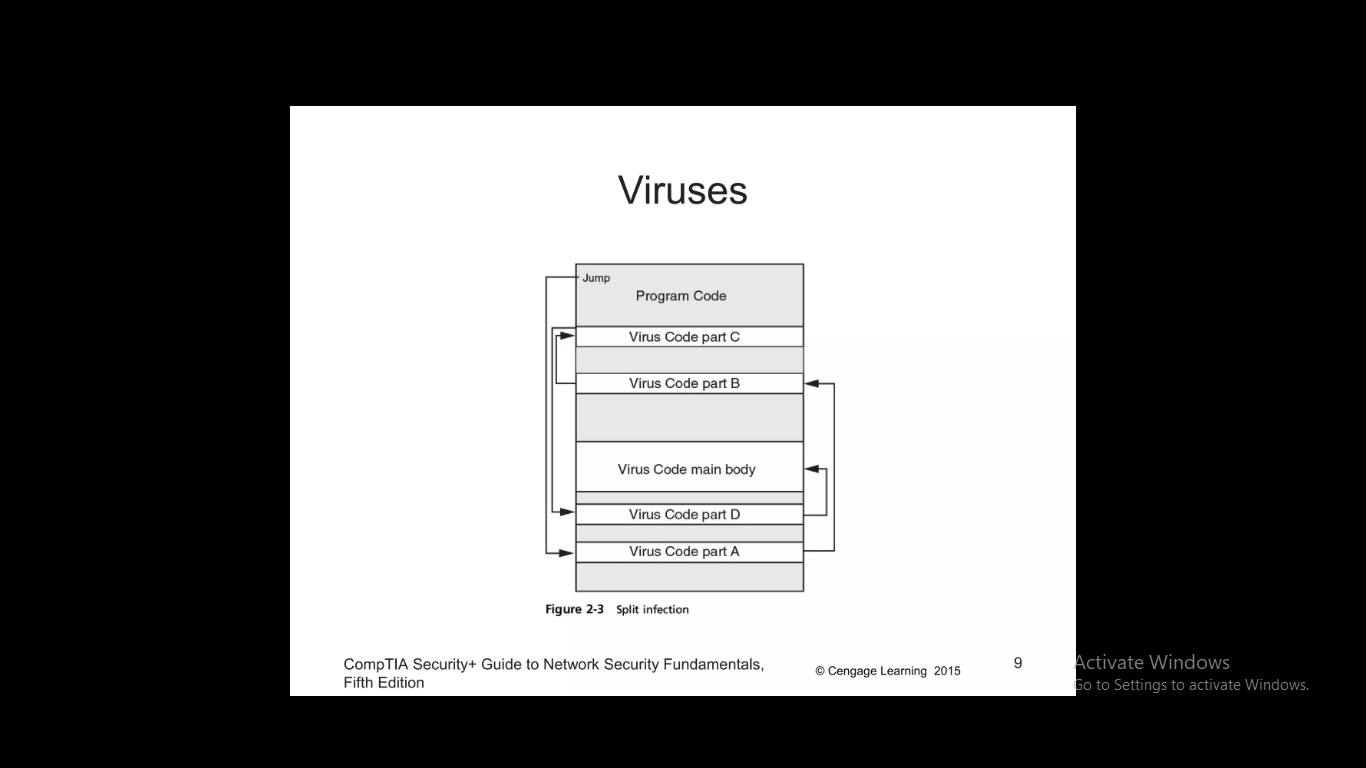 Viruses
Jump
Program Code
Virus Code part C
Virus Code part B
Virus Code main body
Virus Code part D
Virus Code part A
Figure 2-3 Split infection
CompTIA Security+ Guide to Network Security Fundamentals,
Fifth Edition
© Cengage Learning 2015
9
Activate Windows
Go to Settings to activate Windows.